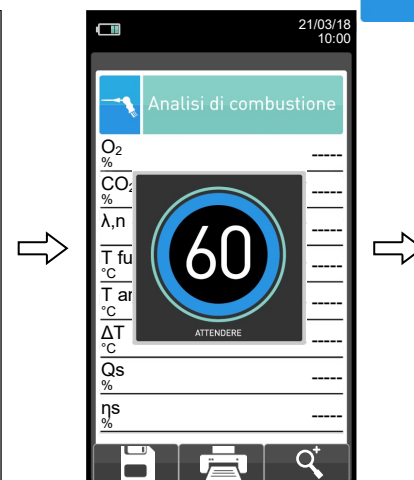 21/03/18
10:00
Analisi di combustione
O₂
% -----
CO₂
% -----
λ,n -----
T fu
°C -----
T ar
°C -----
ΔT
°C -----
Qs
% -----
ηs
% -----
60
ATTENDERE